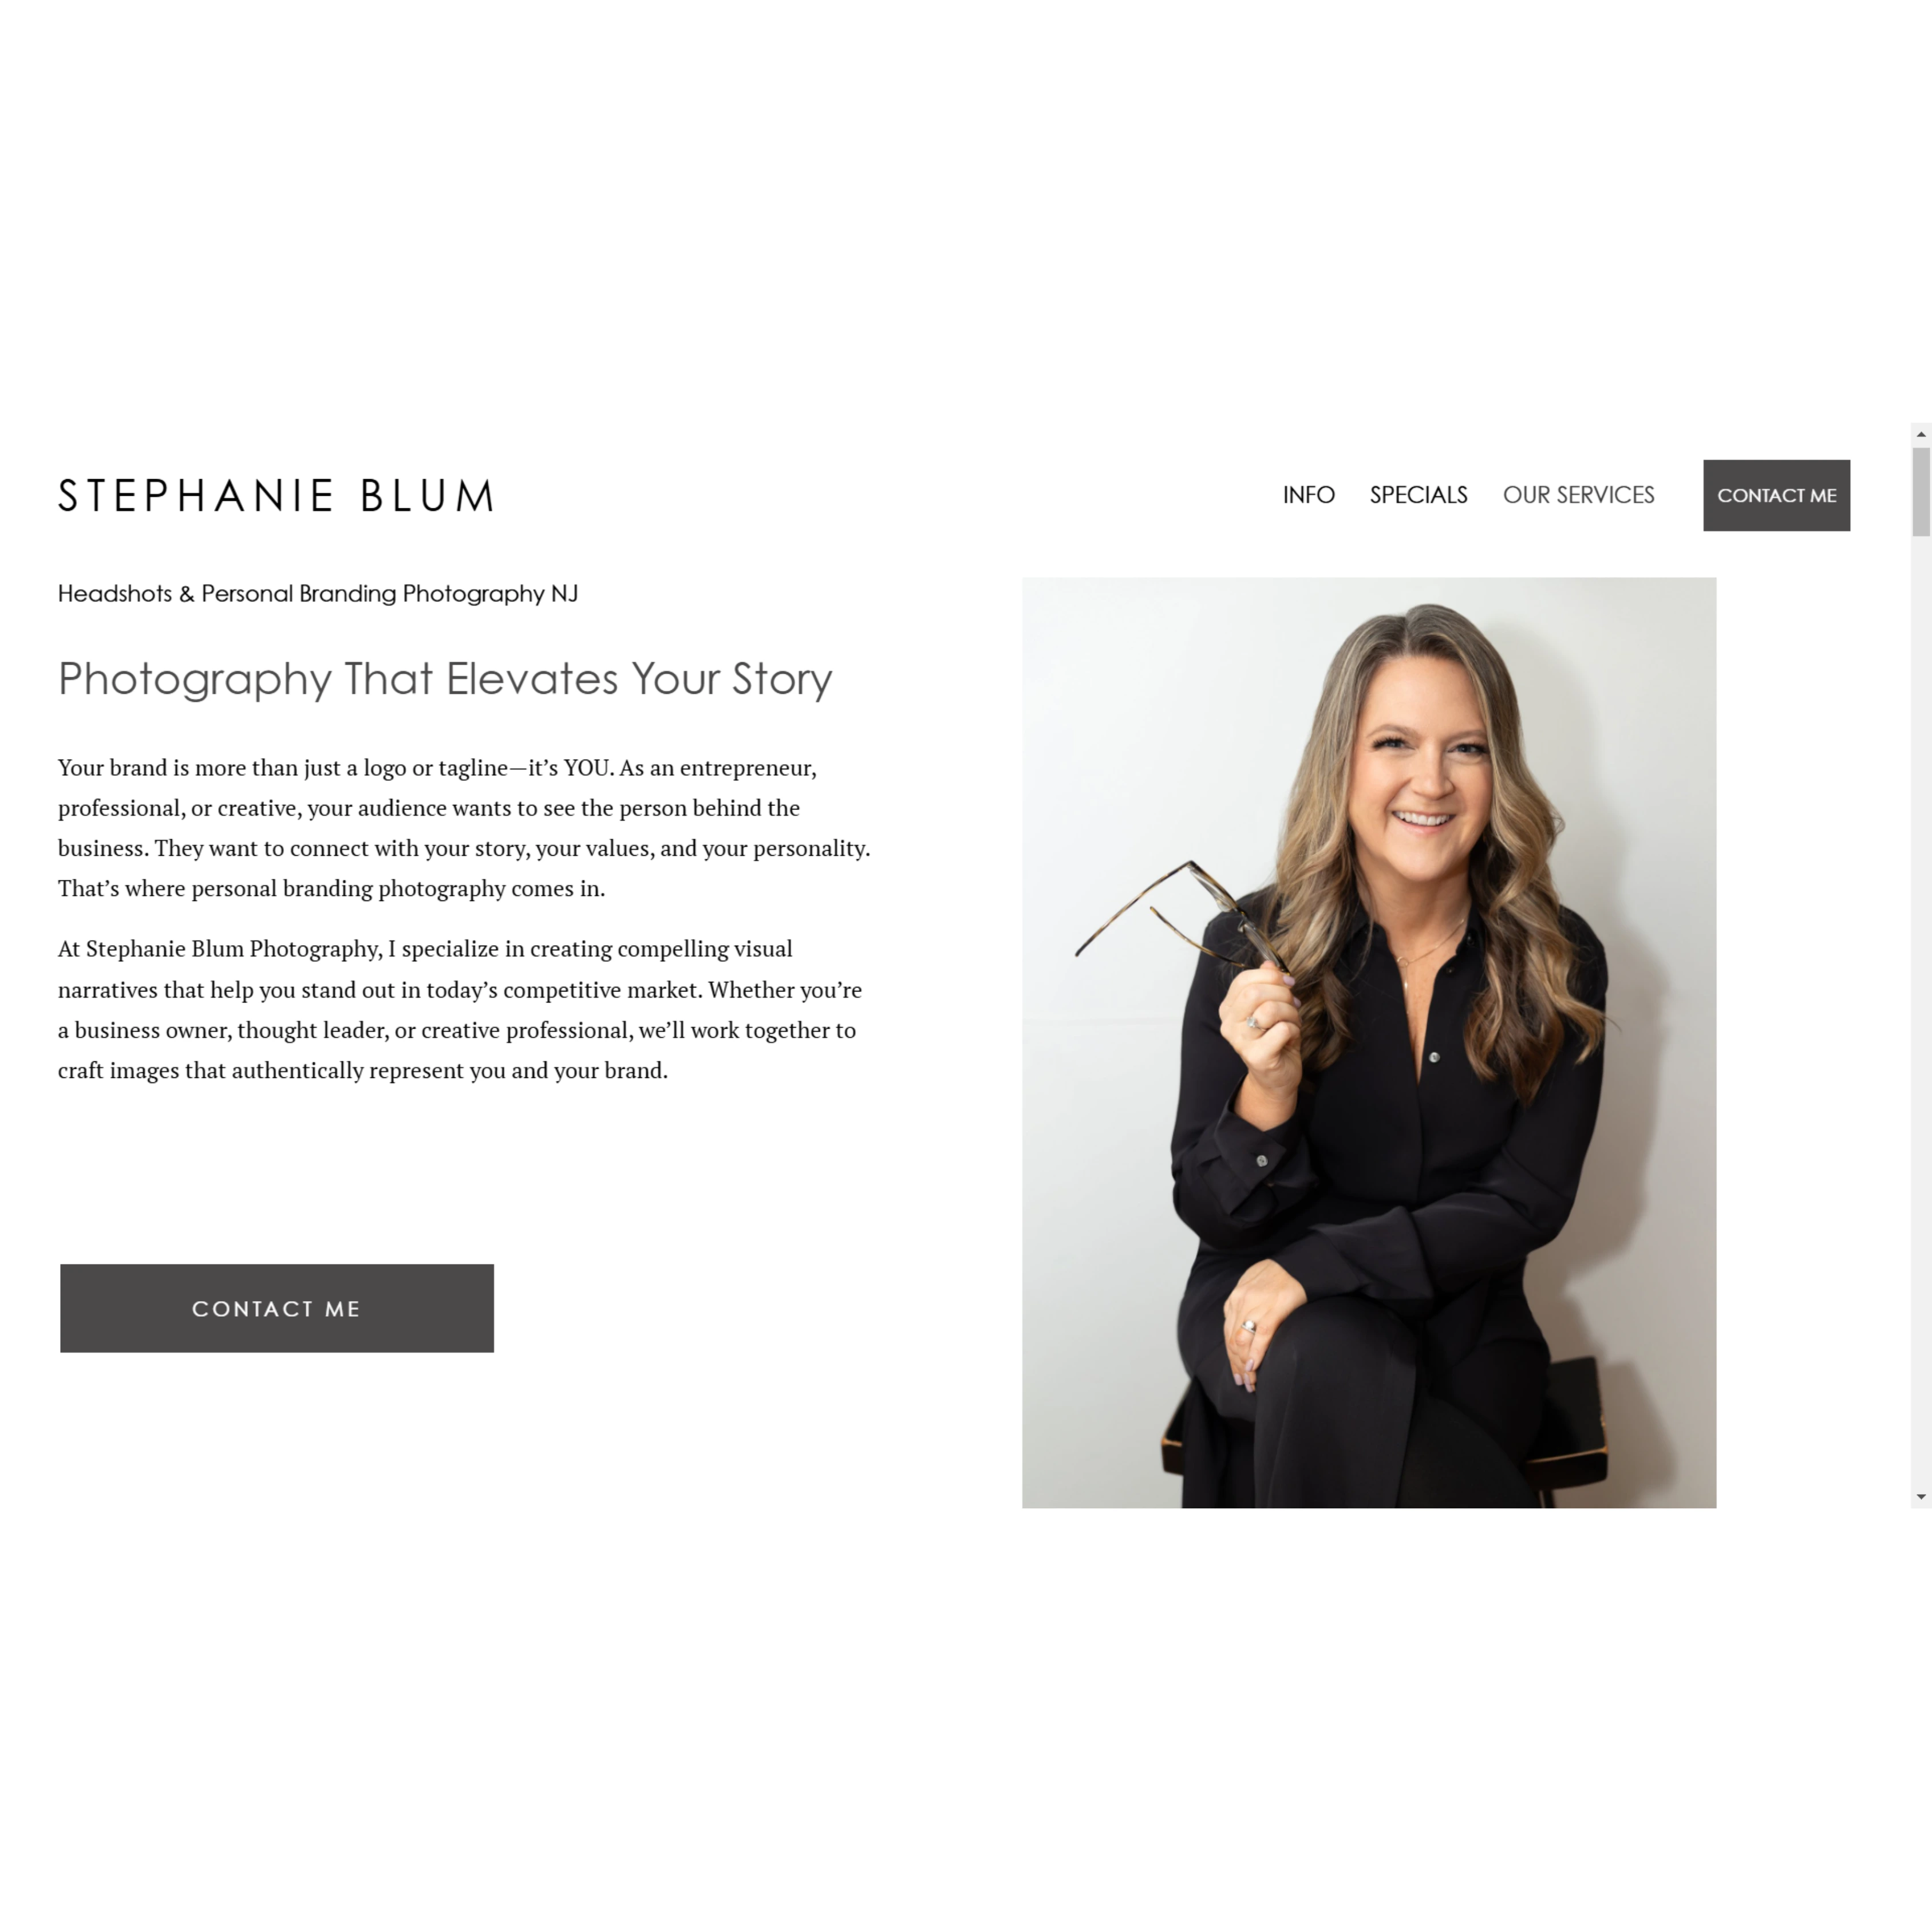 STEPHANIE BLUM
INFO
SPECIALS
OUR SERVICES
CONTACT ME
Headshots & Personal Branding Photography NJ
Photography That Elevates Your Story
Your brand is more than just a logo or tagline—it’s YOU. As an entrepreneur,
professional, or creative, your audience wants to see the person behind the
business. They want to connect with your story, your values, and your personality.
That’s where personal branding photography comes in.
At Stephanie Blum Photography, I specialize in creating compelling visual
narratives that help you stand out in today’s competitive market. Whether you’re
a business owner, thought leader, or creative professional, we’ll work together to
craft images that authentically represent you and your brand.
CONTACT ME